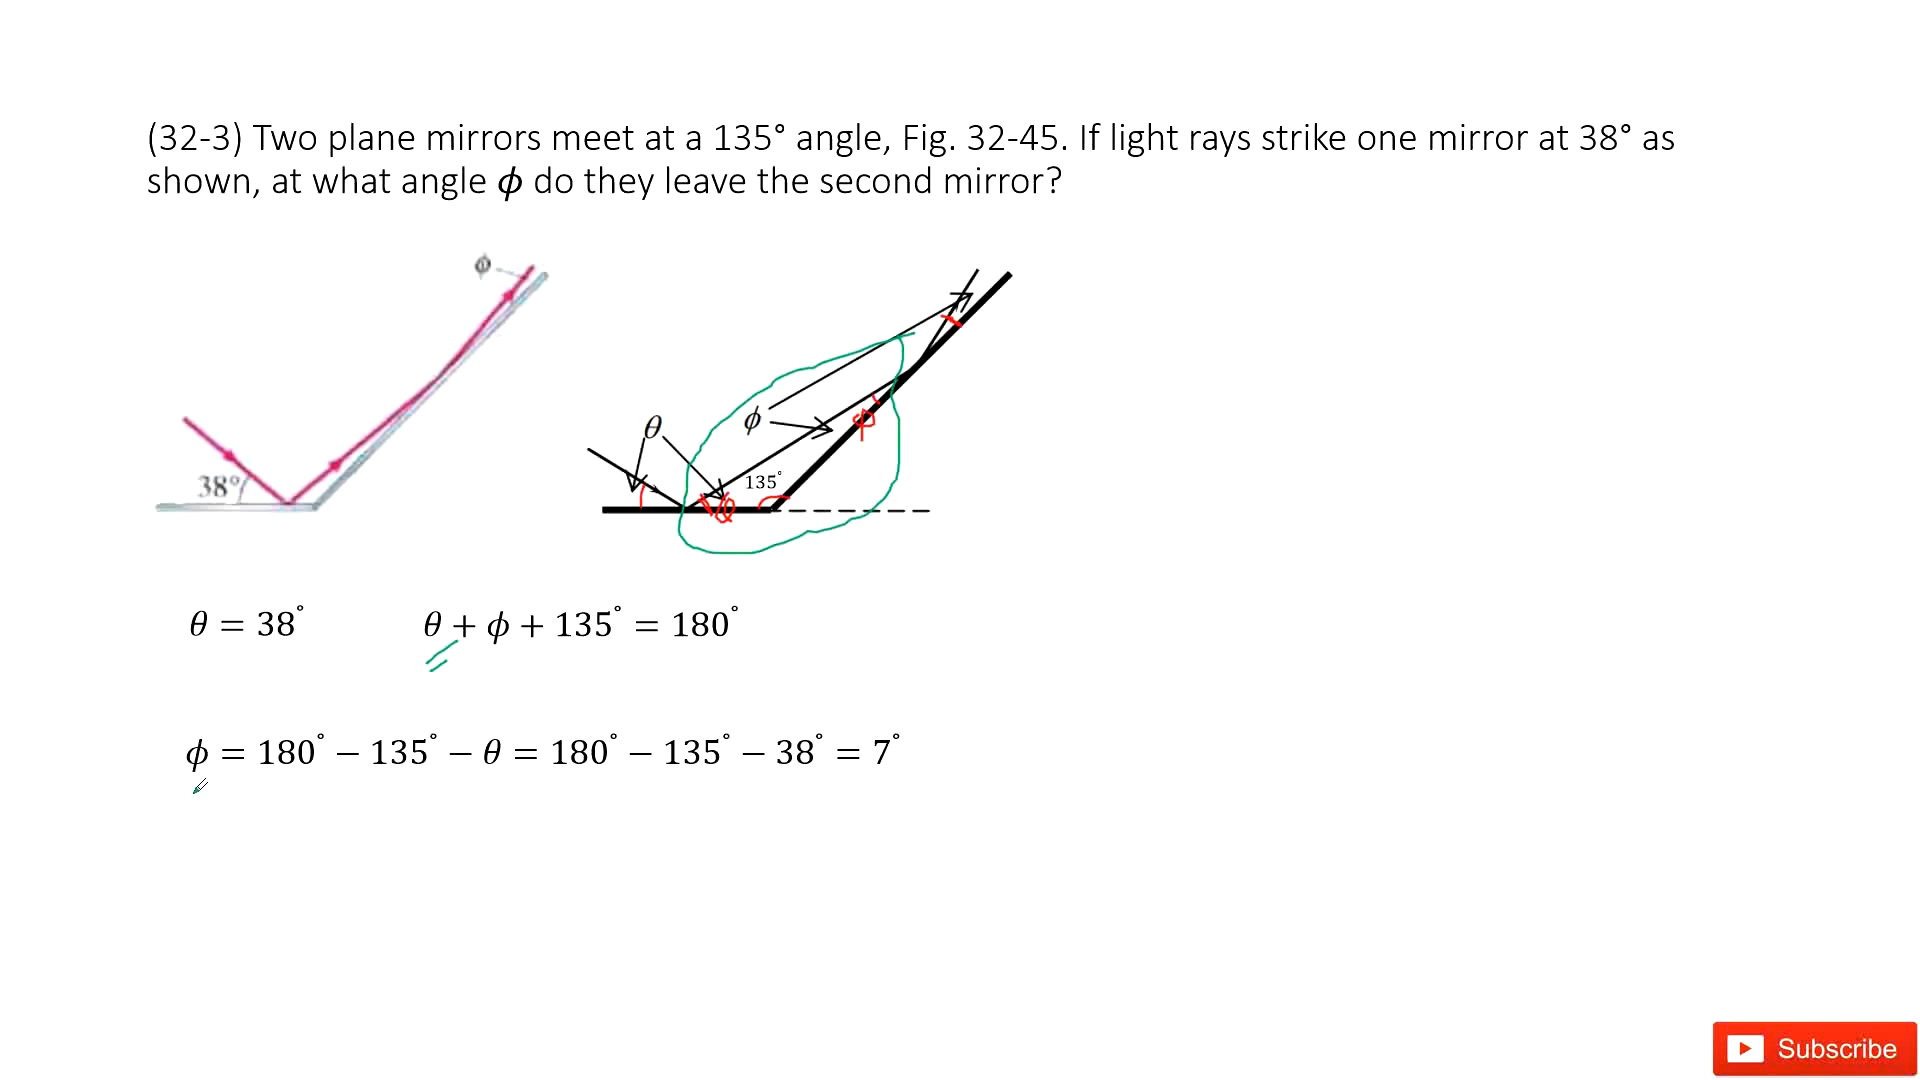 (32-3) Two plane mirrors meet at a 135° angle, Fig. 32-45. If light rays strike one mirror at 38° as
shown, at what angle ϕ do they leave the second mirror?
ϕ
38°
θ
ϕ
ϕ
135°
θ
θ = 38°
θ + ϕ + 135° = 180°
ϕ = 180° − 135° − θ = 180° − 135° − 38° = 7°
Subscribe